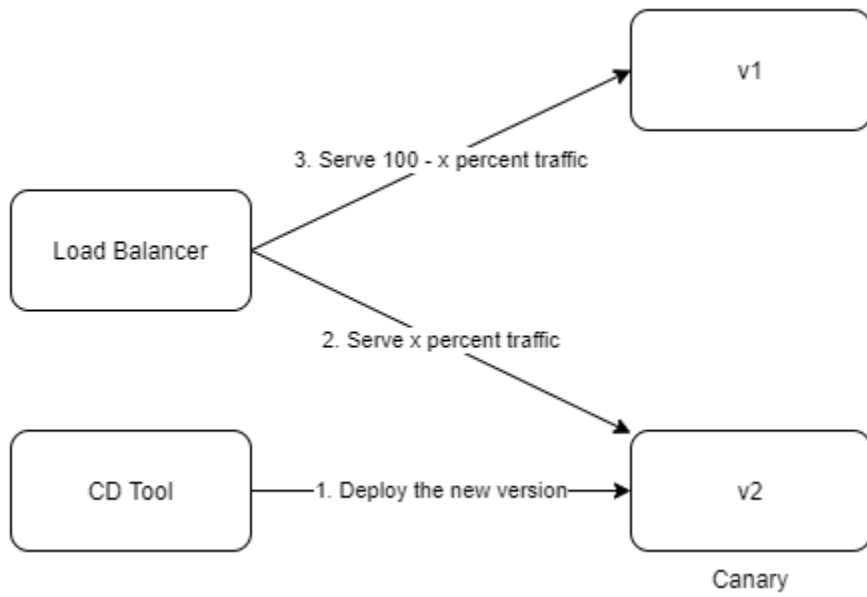 v1
3. Serve 100 - x percent traffic
Load Balancer
2. Serve x percent traffic
CD Tool
1. Deploy the new version
v2
Canary